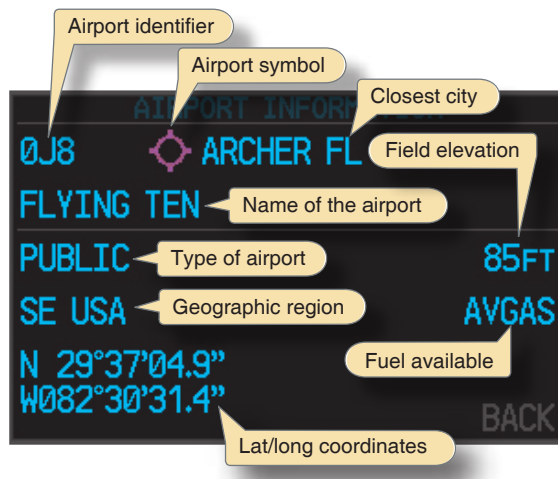 Airport identifier
Airport symbol
Closest city
AIRPORT INFORMATION
0J8 ARCHER FL
Field elevation
FLYING TEN
Name of the airport
PUBLIC
Type of airport
85FT
SE USA
Geographic region
AVGAS
N 29°37'04.9"
Fuel available
W082°30'31.4"
BACK
Lat/long coordinates